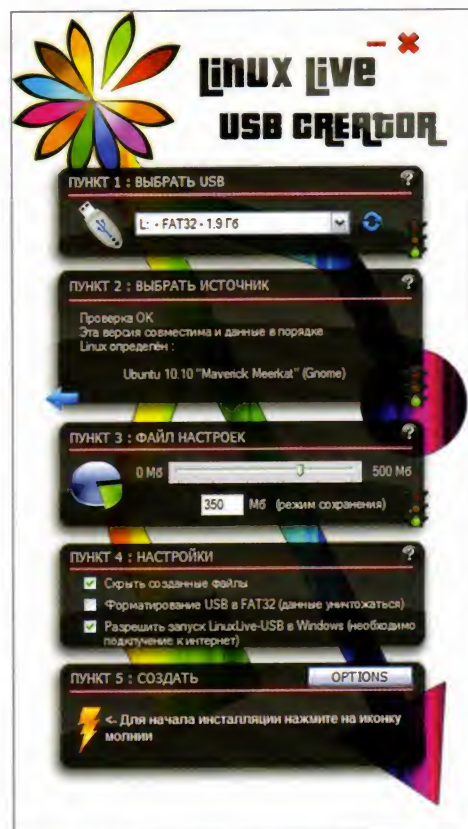 Linux Live
USB Creator
ПУНКТ 1 : ВЫБРАТЬ USB
?
L: - FAT32 - 1.9 Гб
ПУНКТ 2 : ВЫБРАТЬ ИСТОЧНИК
?
Проверка OK
Эта версия совместима и данные в порядке
Linux определён :
Ubuntu 10.10 "Maverick Meerkat" (Gnome)
ПУНКТ 3 : ФАЙЛ НАСТРОЕК
?
0 Мб 500 Мб
350 Мб (режим сохранения)
ПУНКТ 4 : НАСТРОЙКИ
?
Скрыть созданные файлы
Форматирование USB в FAT32 (данные уничтожаться)
Разрешить запуск LinuxLive-USB в Windows (необходимо
подключение к интернет)
ПУНКТ 5 : СОЗДАТЬ
OPTIONS
<- Для начала инсталляции нажмите на иконку
молнии